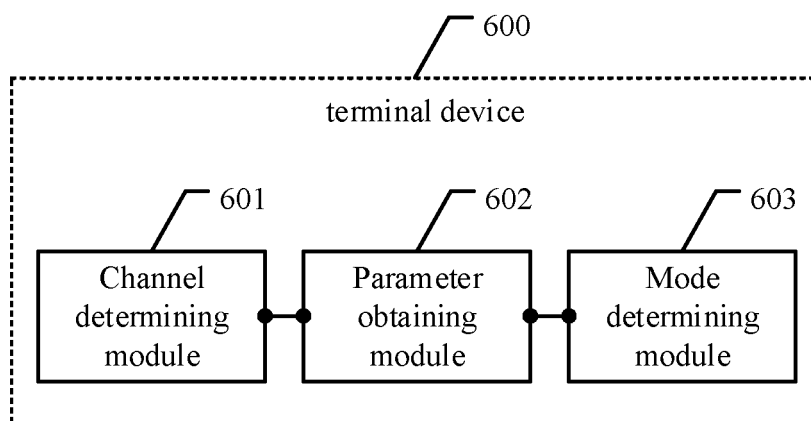 600
terminal device
601
602
603
Channel
determining
module
Parameter
obtaining
module
Mode
determining
module